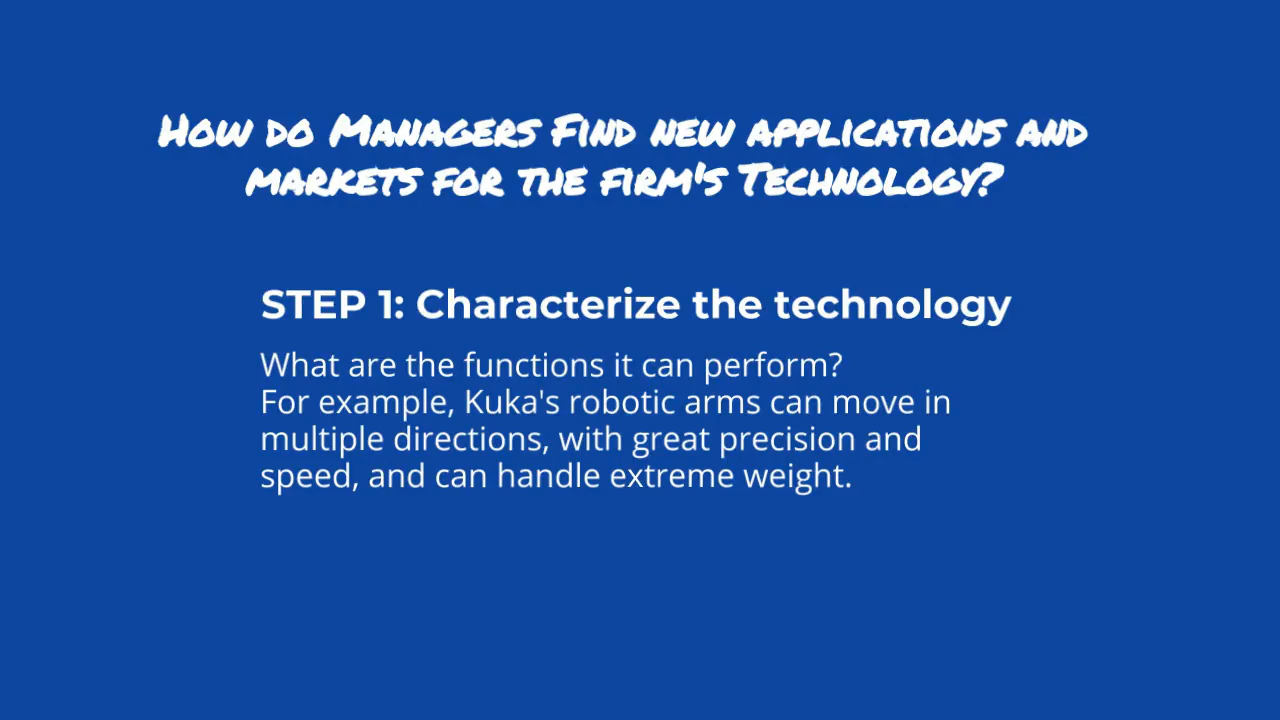 How do Managers Find new applications and
markets for the firm's Technology?
STEP 1: Characterize the technology
What are the functions it can perform?
For example, Kuka's robotic arms can move in
multiple directions, with great precision and
speed, and can handle extreme weight.